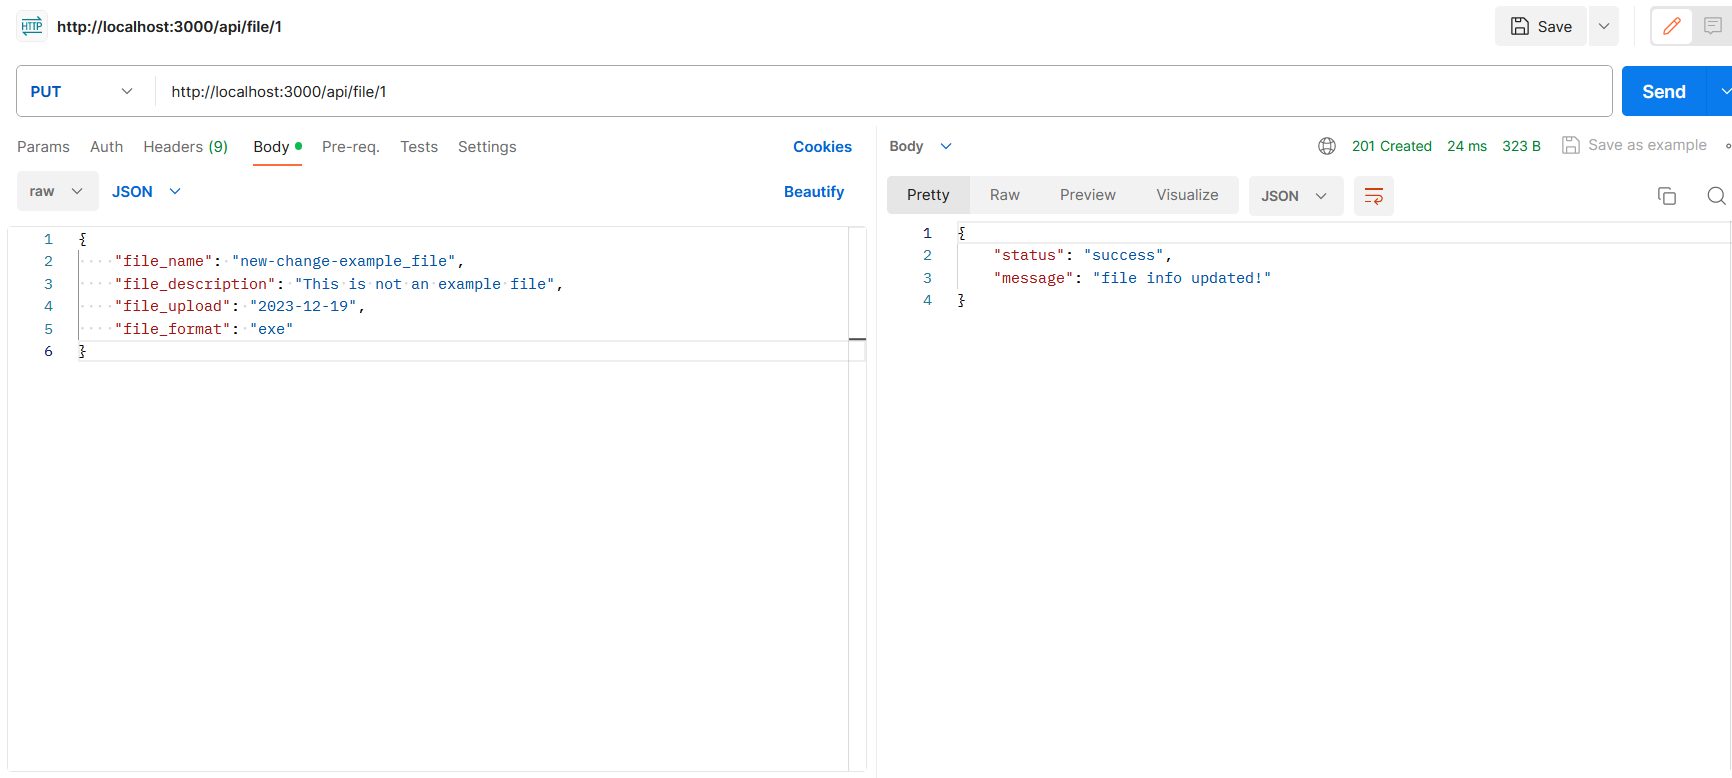 HTTP http://localhost:3000/api/file/1 Save
PUT http://localhost:3000/api/file/1 Send
Params Auth Headers (9) Body Pre-req. Tests Settings Cookies
raw JSON Beautify
1 {
2 "file_name": "new-change-example_file",
3 "file_description": "This is not an example file",
4 "file_upload": "2023-12-19",
5 "file_format": "exe"
6 }
Body 201 Created 24 ms 323 B Save as example
Pretty Raw Preview Visualize JSON
1 {
2 "status": "success",
3 "message": "file info updated!"
4 }